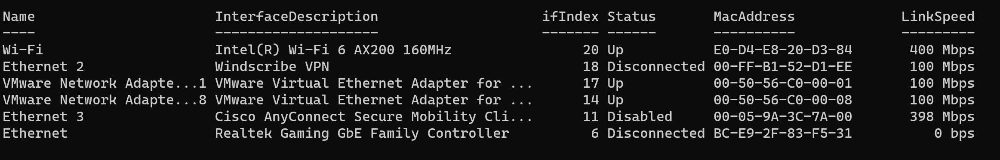 Name                      InterfaceDescription                    ifIndex Status       MacAddress             LinkSpeed
----                      --------------------                    ------- ------       ----------             ---------
Wi-Fi                     Intel(R) Wi-Fi 6 AX200 160MHz                20 Up           E0-D4-E8-20-D3-84       400 Mbps
Ethernet 2                Windscribe VPN                               18 Disconnected 00-FF-B1-52-D1-EE       100 Mbps
VMware Network Adapte...1 VMware Virtual Ethernet Adapter for ...      17 Up           00-50-56-C0-00-01       100 Mbps
VMware Network Adapte...8 VMware Virtual Ethernet Adapter for ...      14 Up           00-50-56-C0-00-08       100 Mbps
Ethernet 3                Cisco AnyConnect Secure Mobility Cli...      11 Disabled     00-05-9A-3C-7A-00       398 Mbps
Ethernet                  Realtek Gaming GbE Family Controller          6 Disconnected BC-E9-2F-83-F5-31          0 bps